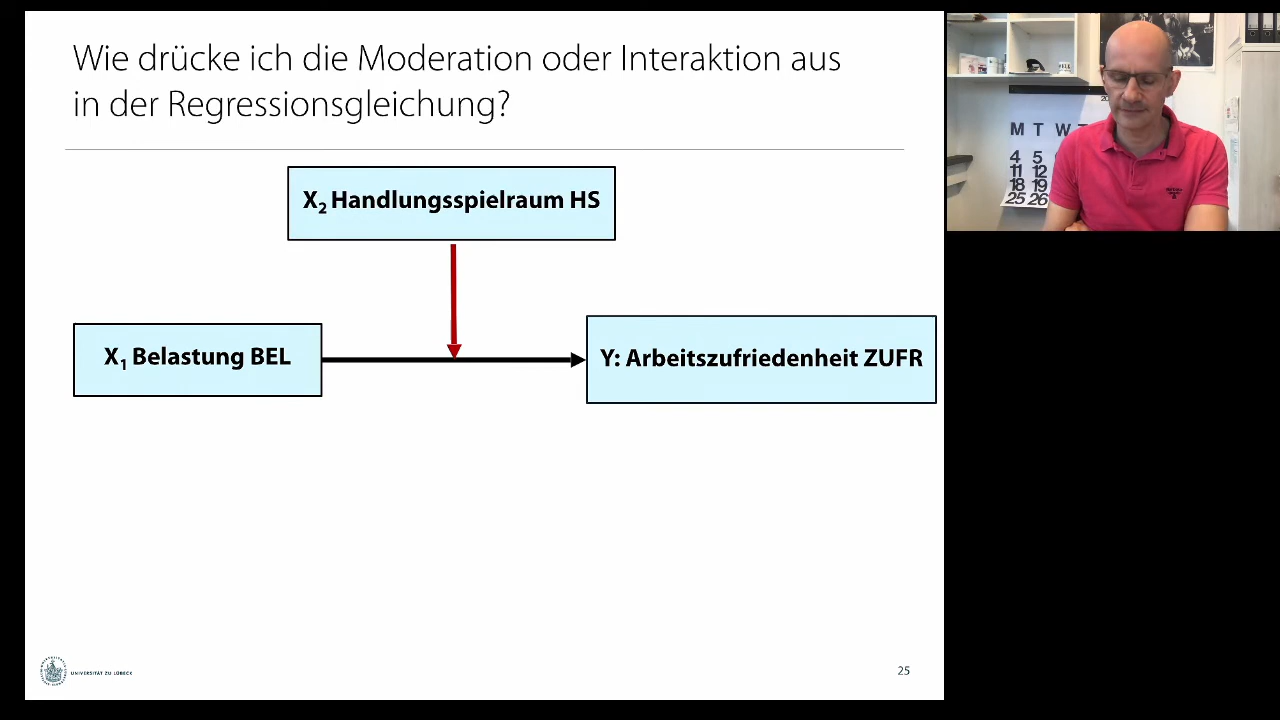 Wie drücke ich die Moderation oder Interaktion aus
in der Regressionsgleichung?
X₂ Handlungsspielraum HS
X₁ Belastung BEL
Y: Arbeitszufriedenheit ZUFR
UNIVERSITÄT ZU LÜBECK
25
M T W
4 5
11 12
18 19
25 26